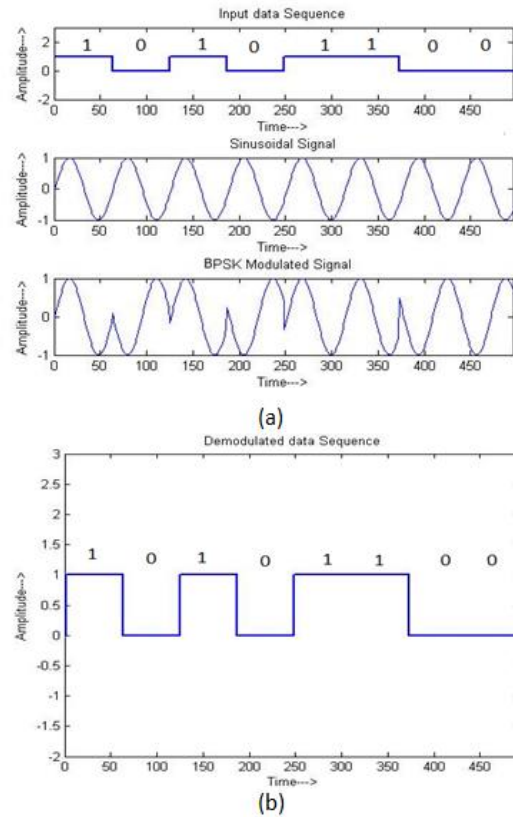 Input data Sequence
Amplitude--->
2
0
-2
1 0 1 0 1 1 0 0
0 50 100 150 200 250 300 350 400 450
Time--->
Sinusoidal Signal
Amplitude--->
1
0
-1
0 50 100 150 200 250 300 350 400 450
Time--->
BPSK Modulated Signal
Amplitude--->
1
0
-1
0 50 100 150 200 250 300 350 400 450
Time--->
(a)
Demodulated data Sequence
Amplitude--->
3
2.5
2
1.5
1
0.5
0
-0.5
-1
-1.5
-2
1 0 1 0 1 1 0 0
0 50 100 150 200 250 300 350 400 450
Time--->
(b)